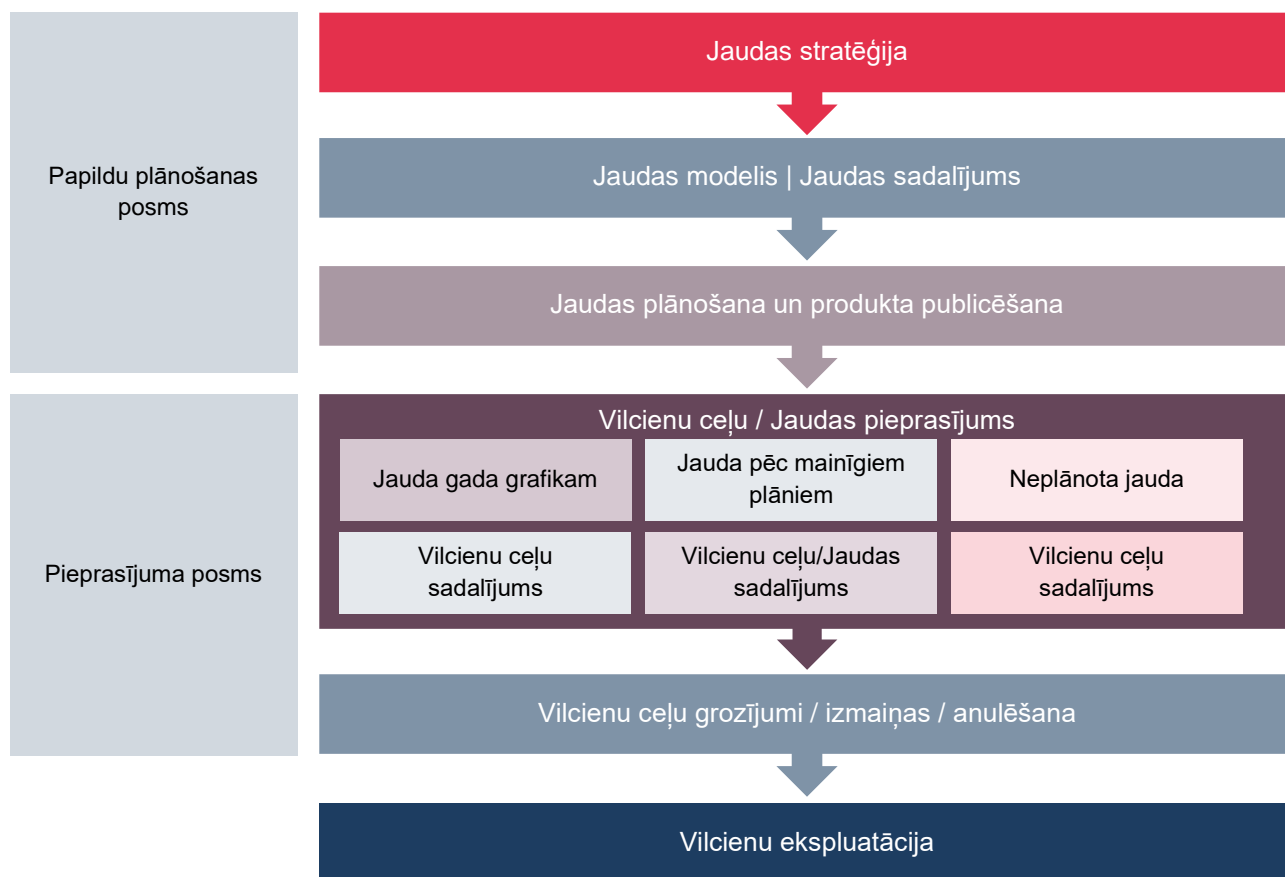 Papildu plānošanas
posms
Jaudas stratēģija
Jaudas modelis | Jaudas sadalījums
Jaudas plānošana un produkta publicēšana
Pieprasījuma posms
Vilcienu ceļu / Jaudas pieprasījums
Jauda gada grafikam
Jauda pēc mainīgiem
plāniem
Neplānota jauda
Vilcienu ceļu
sadalījums
Vilcienu ceļu/Jaudas
sadalījums
Vilcienu ceļu
sadalījums
Vilcienu ceļu grozījumi / izmaiņas / anulēšana
Vilcienu ekspluatācija